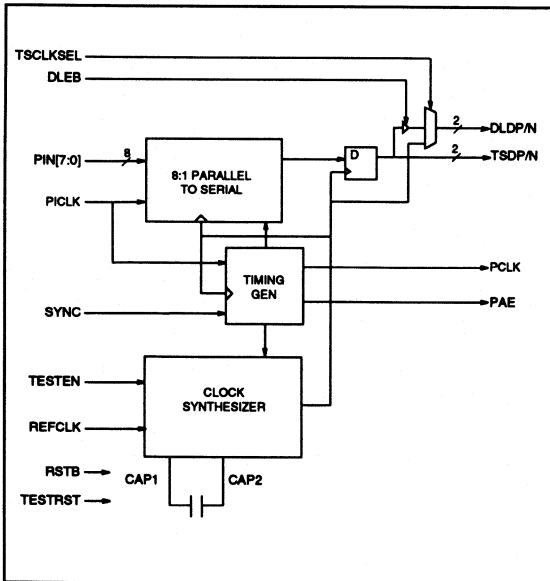 TSCLKSEL
DLEB
2
DLDP/N
PIN[7:0]
8
8:1 PARALLEL
TO SERIAL
D
2
TSDP/N
PICLK
TIMING
GEN
PCLK
PAE
SYNC
TESTEN
CLOCK
SYNTHESIZER
REFCLK
RSTB
CAP1
CAP2
TESTRST